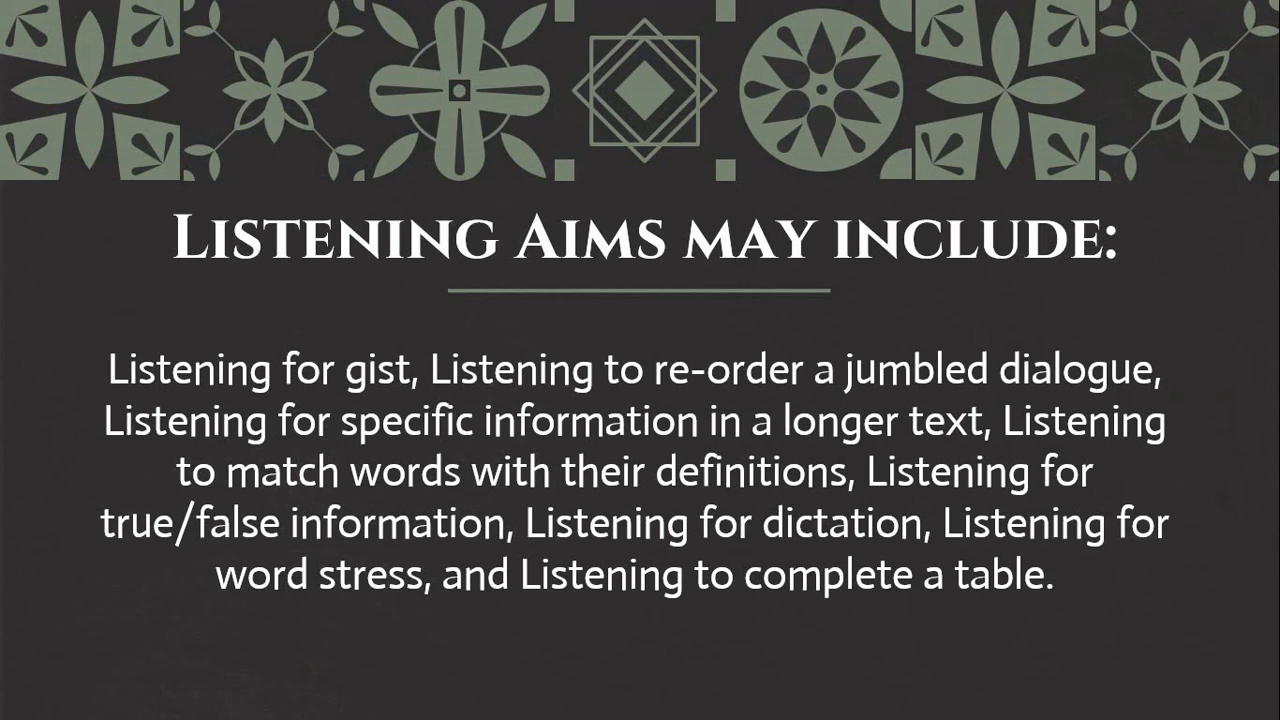 Listening Aims may include:
Listening for gist, Listening to re-order a jumbled dialogue,
Listening for specific information in a longer text, Listening
to match words with their definitions, Listening for
true/false information, Listening for dictation, Listening for
word stress, and Listening to complete a table.